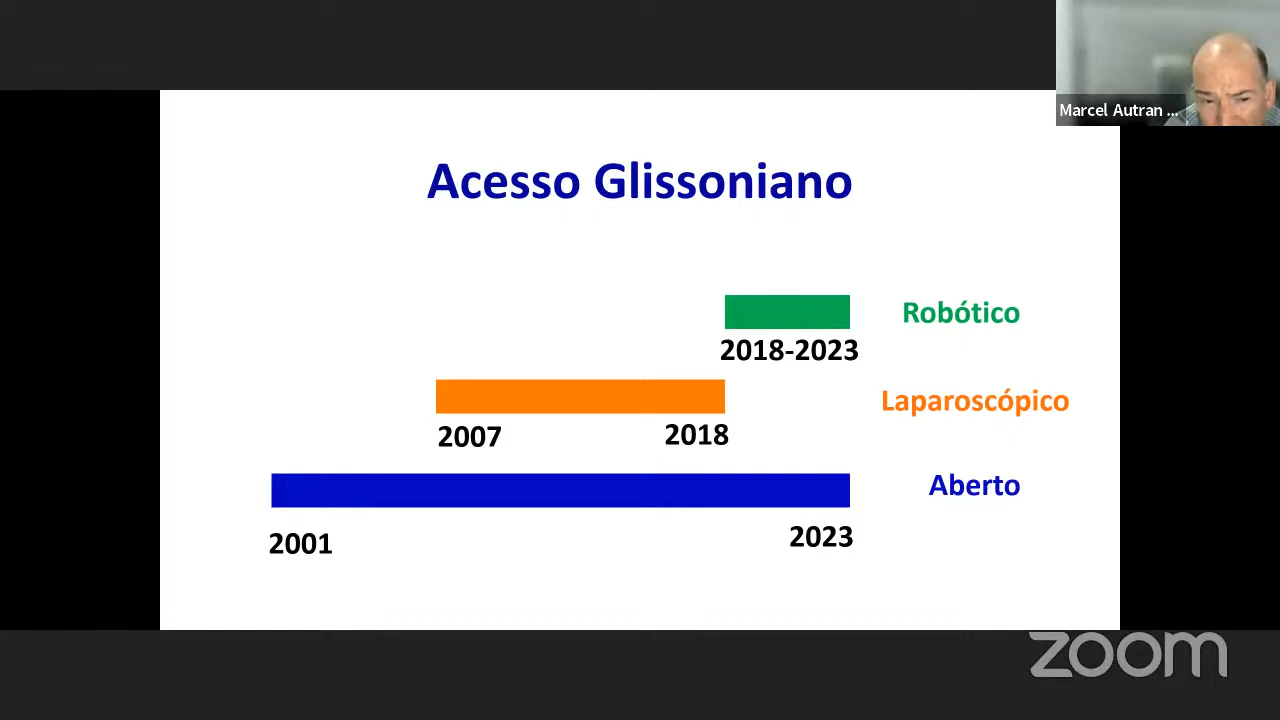 Marcel Autran ...
Acesso Glissoniano
Robótico
2018-2023
Laparoscópico
2007
2018
Aberto
2001
2023
zoom